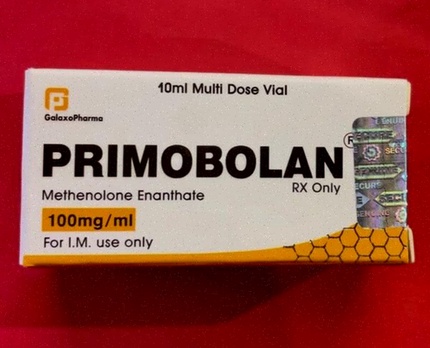 10ml Multi Dose Vial
GalaxoPharma
PRIMOBOLAN®
RX Only
Methenolone Enanthate
100mg/ml
For I.M. use only